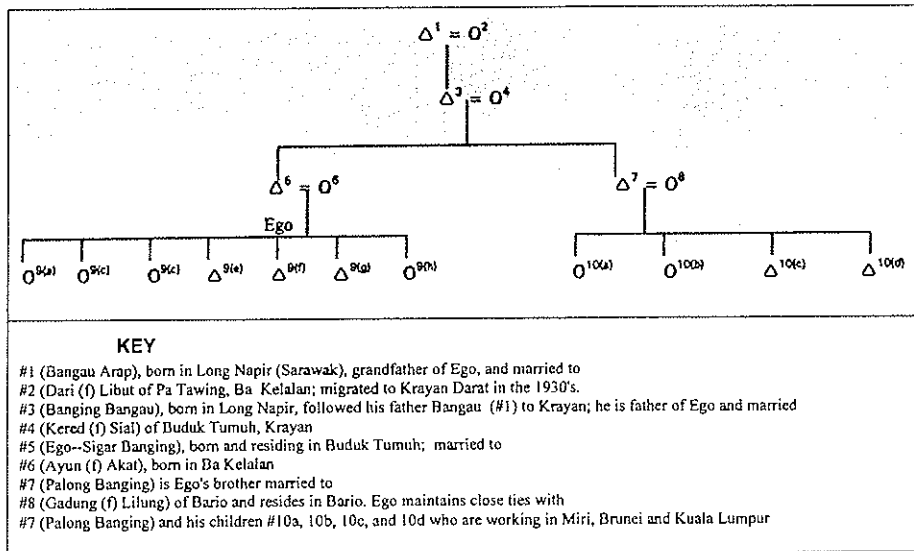 Δ¹ = O²
Δ³ = O⁴
Δ⁶ = O⁶ Δ⁷ = O⁸
Ego
O⁹⁽ᵃ⁾ O⁹⁽ᶜ⁾ O⁹⁽ᶜ⁾ Δ⁹⁽ᵉ⁾ Δ⁹⁽ᶠ⁾ Δ⁹⁽ᵍ⁾ O⁹⁽ʰ⁾ O¹⁰⁽ᵃ⁾ O¹⁰⁽ᵇ⁾ Δ¹⁰⁽ᶜ⁾ Δ¹⁰⁽ᵈ⁾
KEY
#1 (Bangau Arap), born in Long Napir (Sarawak), grandfather of Ego, and married to
#2 (Dari (f) Libut of Pa Tawing, Ba Kelalan; migrated to Krayan Darat in the 1930's.
#3 (Banging Bangau), born in Long Napir, followed his father Bangau (#1) to Krayan; he is father of Ego and married
#4 (Kered (f) Siai) of Buduk Tumuh, Krayan
#5 (Ego--Sigar Banging), born and residing in Buduk Tumuh; married to
#6 (Ayun (f) Akat), born in Ba Kelalan
#7 (Palong Banging) is Ego's brother married to
#8 (Gadung (f) Lilung) of Bario and resides in Bario. Ego maintains close ties with
#7 (Palong Banging) and his children #10a, 10b, 10c, and 10d who are working in Miri, Brunei and Kuala Lumpur